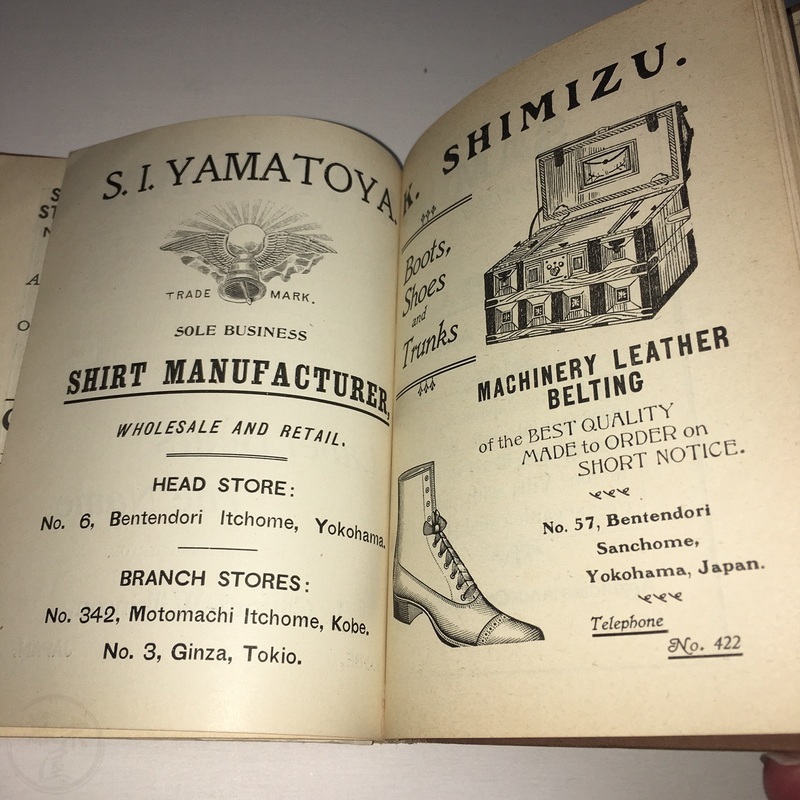 S. I. YAMATOYA.
TRADE MARK.
SOLE BUSINESS
SHIRT MANUFACTURER,
WHOLESALE AND RETAIL.
HEAD STORE:
No. 6, Bentendori Itchome, Yokohama.
BRANCH STORES:
No. 342, Motomachi Itchome, Kobe.
No. 3, Ginza, Tokio.
K. SHIMIZU.
Boots,
Shoes
and
Trunks
MACHINERY LEATHER
BELTING
of the BEST QUALITY
MADE to ORDER on
SHORT NOTICE.
No. 57, Bentendori
Sanchome,
Yokohama, Japan.
Telephone
No. 422